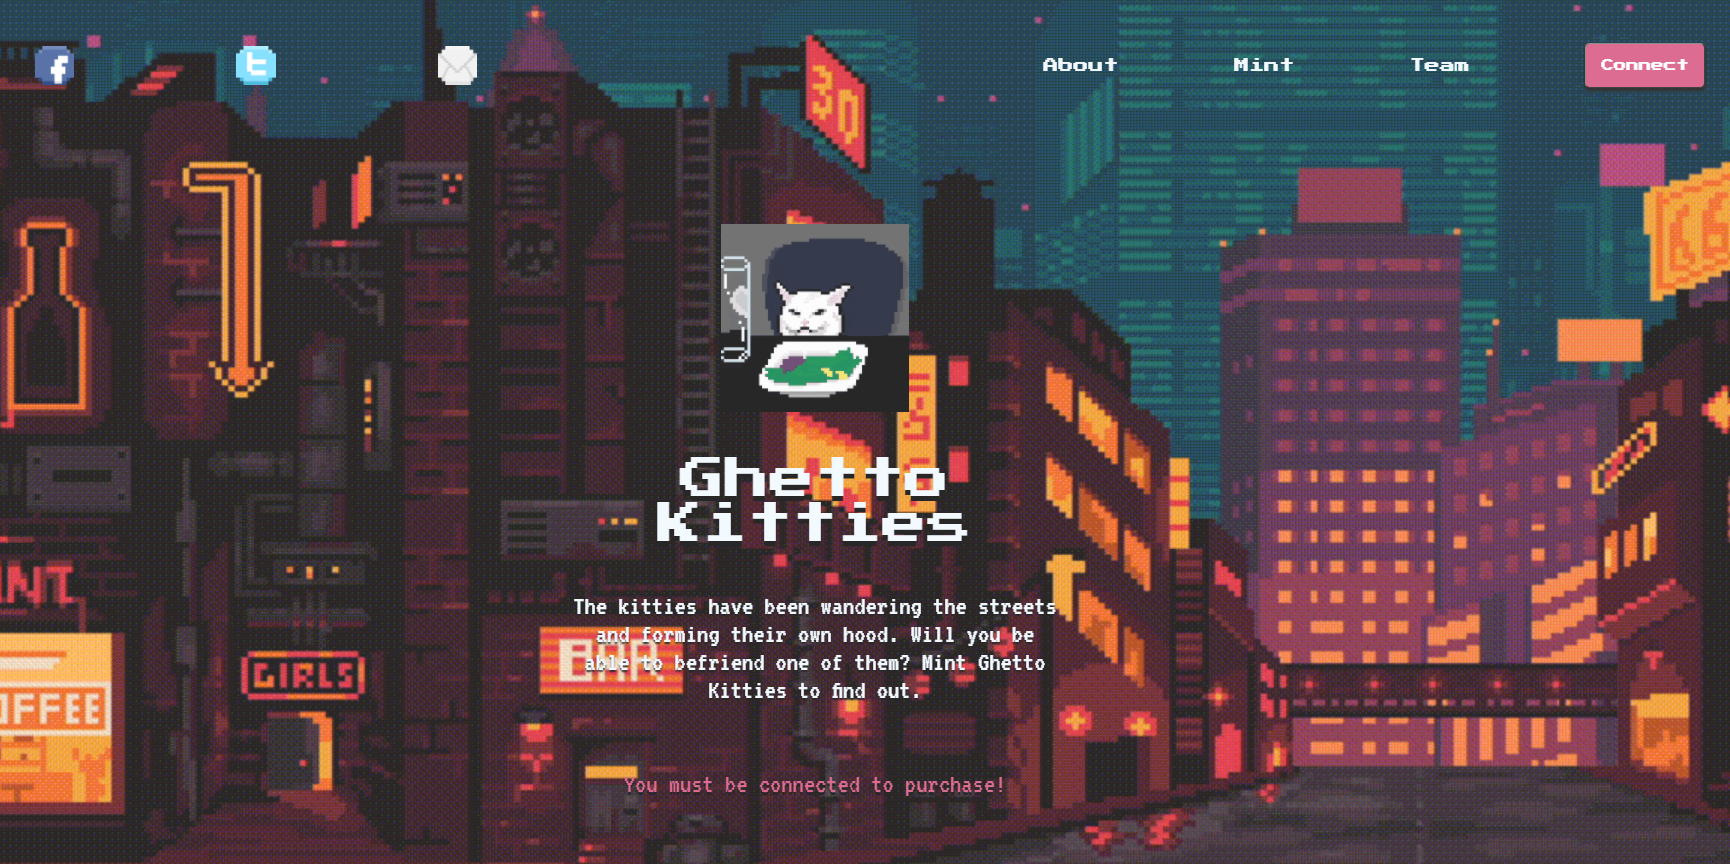 About Mint Team Connect
3D
Ghetto
Kitties
The kitties have been wandering the streets
and forming their own hood. Will you be
able to befriend one of them? Mint Ghetto
Kitties to find out.
BAR
GIRLS
OFFEE
You must be connected to purchase!